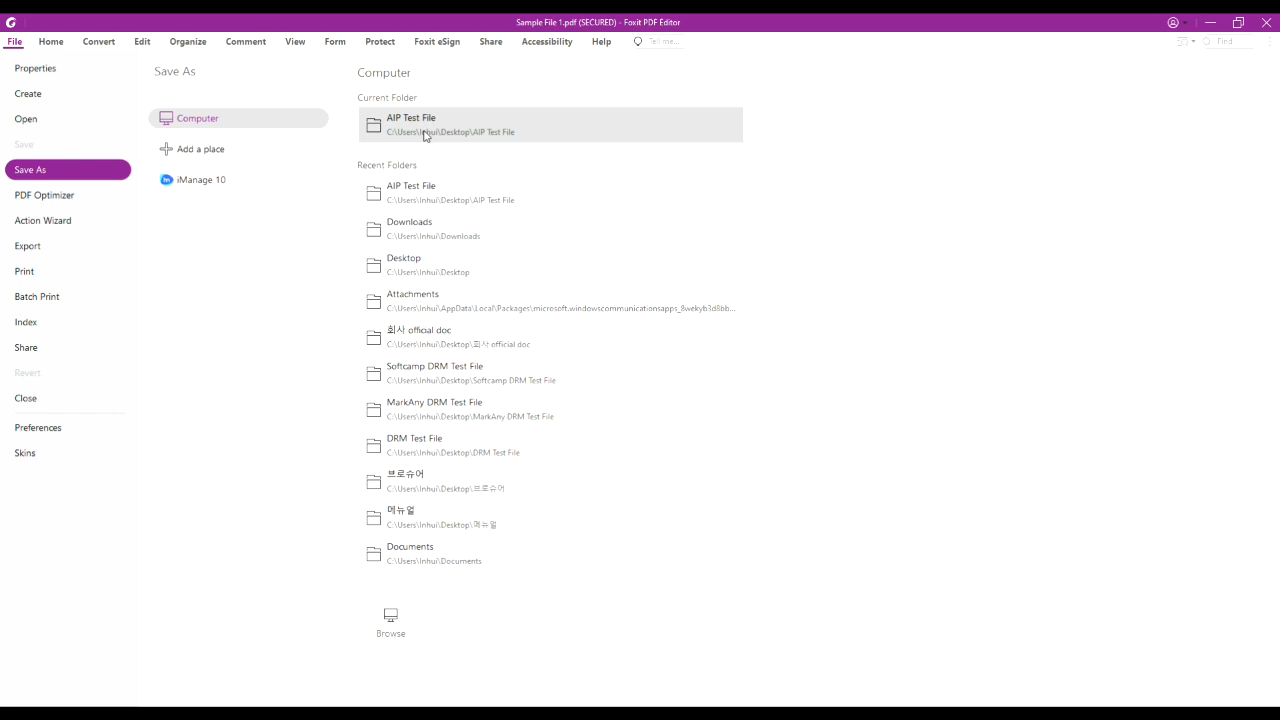 Sample File 1.pdf (SECURED) - Foxit PDF Editor
File Home Convert Edit Organize Comment View Form Protect Foxit eSign Share Accessibility Help Tell me... Find
Properties
Create
Open
Save
Save As
PDF Optimizer
Action Wizard
Export
Print
Batch Print
Index
Share
Revert
Close
Preferences
Skins
Save As
Computer
Add a place
iManage 10
Computer
Current Folder
AIP Test File
C:\Users\Inhui\Desktop\AIP Test File
Recent Folders
AIP Test File
C:\Users\Inhui\Desktop\AIP Test File
Downloads
C:\Users\Inhui\Downloads
Desktop
C:\Users\Inhui\Desktop
Attachments
C:\Users\Inhui\AppData\Local\Packages\microsoft.windowscommunicationsapps_8wekyb3d8bb...
회사 official doc
C:\Users\Inhui\Desktop\회사 official doc
Softcamp DRM Test File
C:\Users\Inhui\Desktop\Softcamp DRM Test File
MarkAny DRM Test File
C:\Users\Inhui\Desktop\MarkAny DRM Test File
DRM Test File
C:\Users\Inhui\Desktop\DRM Test File
브로슈어
C:\Users\Inhui\Desktop\브로슈어
메뉴얼
C:\Users\Inhui\Desktop\메뉴얼
Documents
C:\Users\Inhui\Documents
Browse